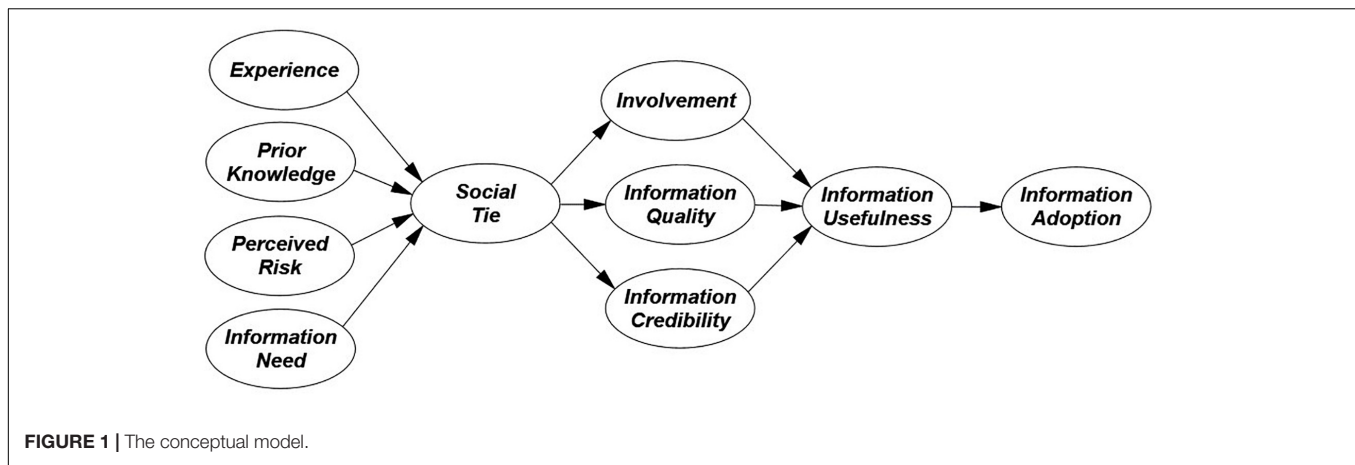 Experience
Prior
Knowledge
Perceived
Risk
Information
Need
Social
Tie
Involvement
Information
Quality
Information
Credibility
Information
Usefulness
Information
Adoption
FIGURE 1 | The conceptual model.